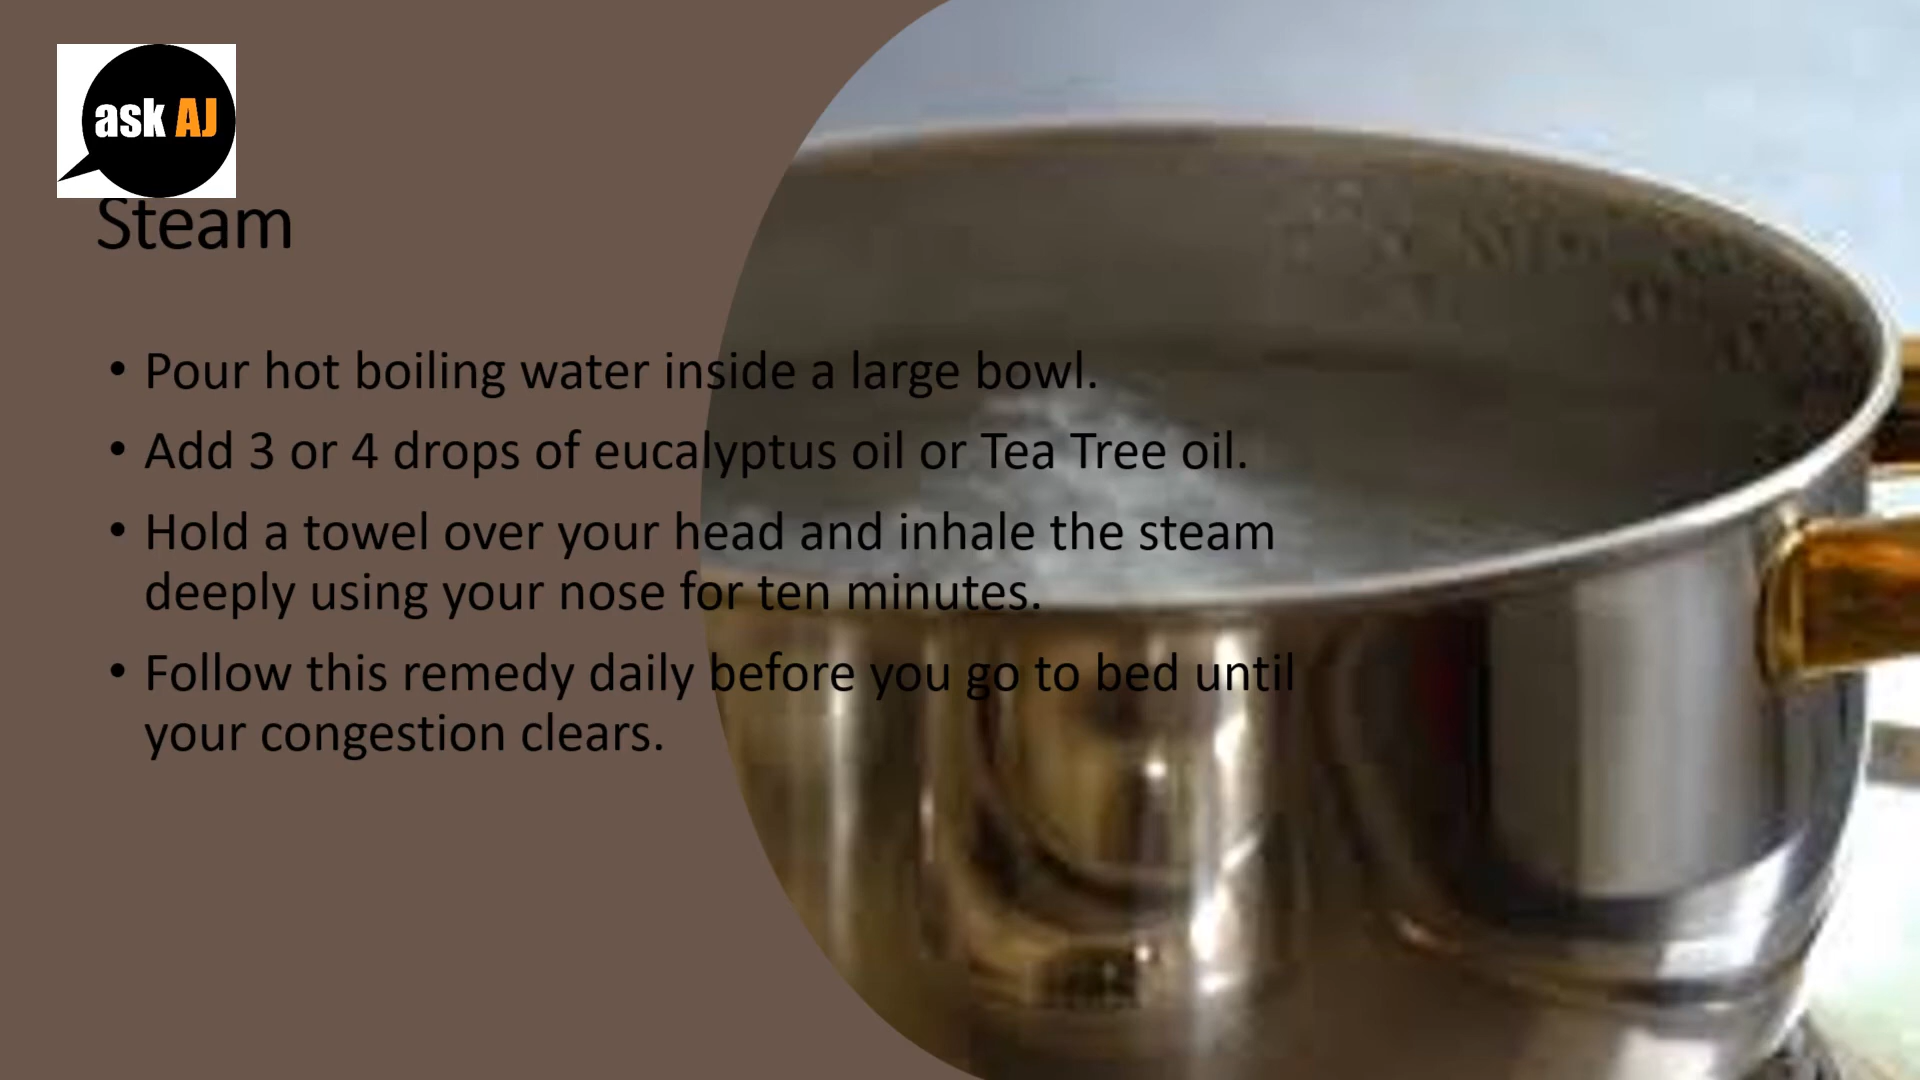 ask AJ
Steam
• Pour hot boiling water inside a large bowl.
• Add 3 or 4 drops of eucalyptus oil or Tea Tree oil.
• Hold a towel over your head and inhale the steam
deeply using your nose for ten minutes.
• Follow this remedy daily before you go to bed until
your congestion clears.